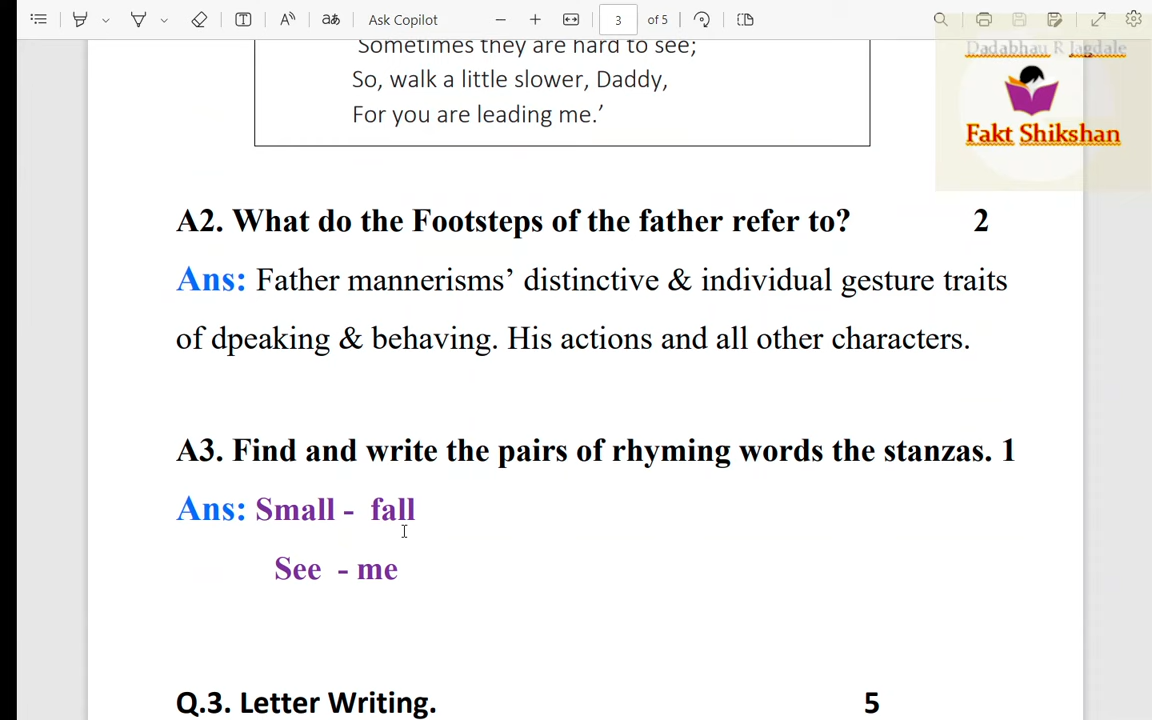 Ask Copilot
3 of 5
Dadabhau R Jagdale
Fakt Shikshan
'Sometimes they are hard to see;
So, walk a little slower, Daddy,
For you are leading me.'
A2. What do the Footsteps of the father refer to? 2
Ans: Father mannerisms' distinctive & individual gesture traits
of dpeaking & behaving. His actions and all other characters.
A3. Find and write the pairs of rhyming words the stanzas. 1
Ans: Small - fall
See - me
Q.3. Letter Writing. 5